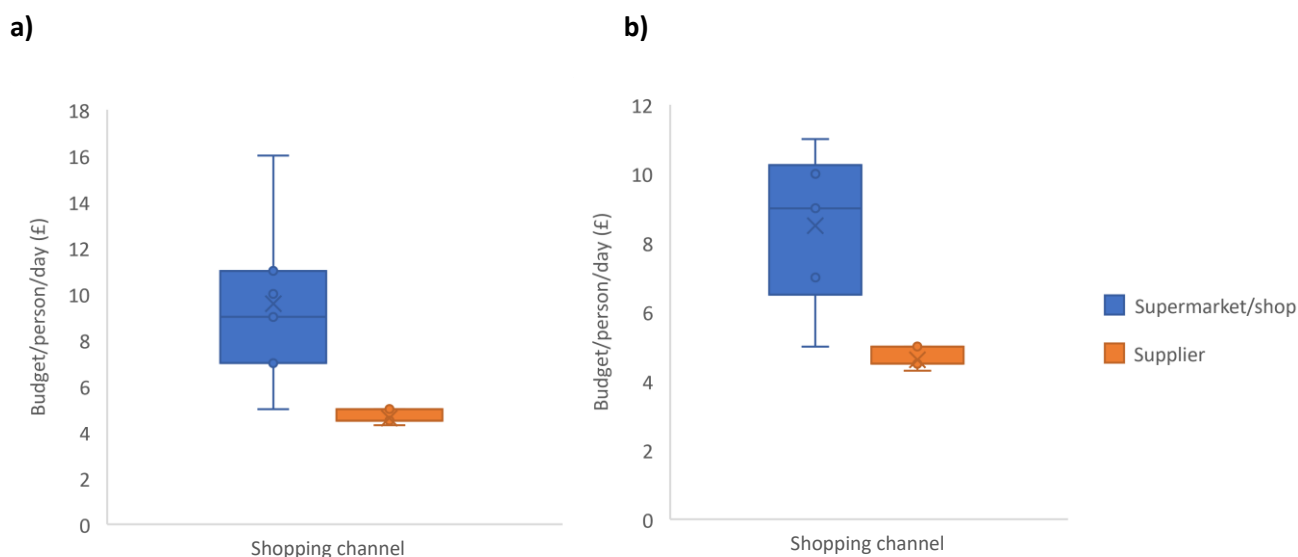 a)
18
16
14
12
10
8
6
4
2
0
Budget/person/day (£)
Shopping channel
b)
12
10
8
6
4
2
0
Budget/person/day (£)
Shopping channel
Supermarket/shop
Supplier